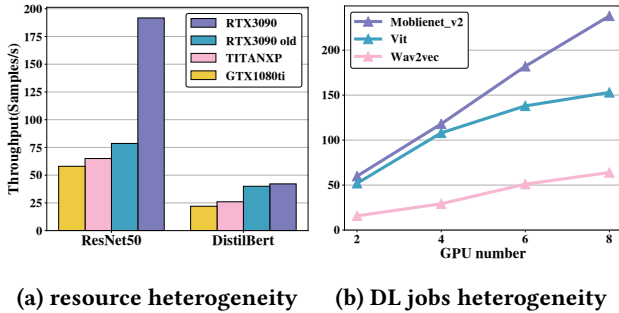 200
175
150
125
100
75
50
25
0
Throughput(Samples/s)
RTX3090
RTX3090 old
TITANXP
GTX1080ti
ResNet50
DistilBert
(a) resource heterogeneity
200
150
100
50
0
Moblienet_v2
Vit
Wav2vec
2
4
6
8
GPU number
(b) DL jobs heterogeneity